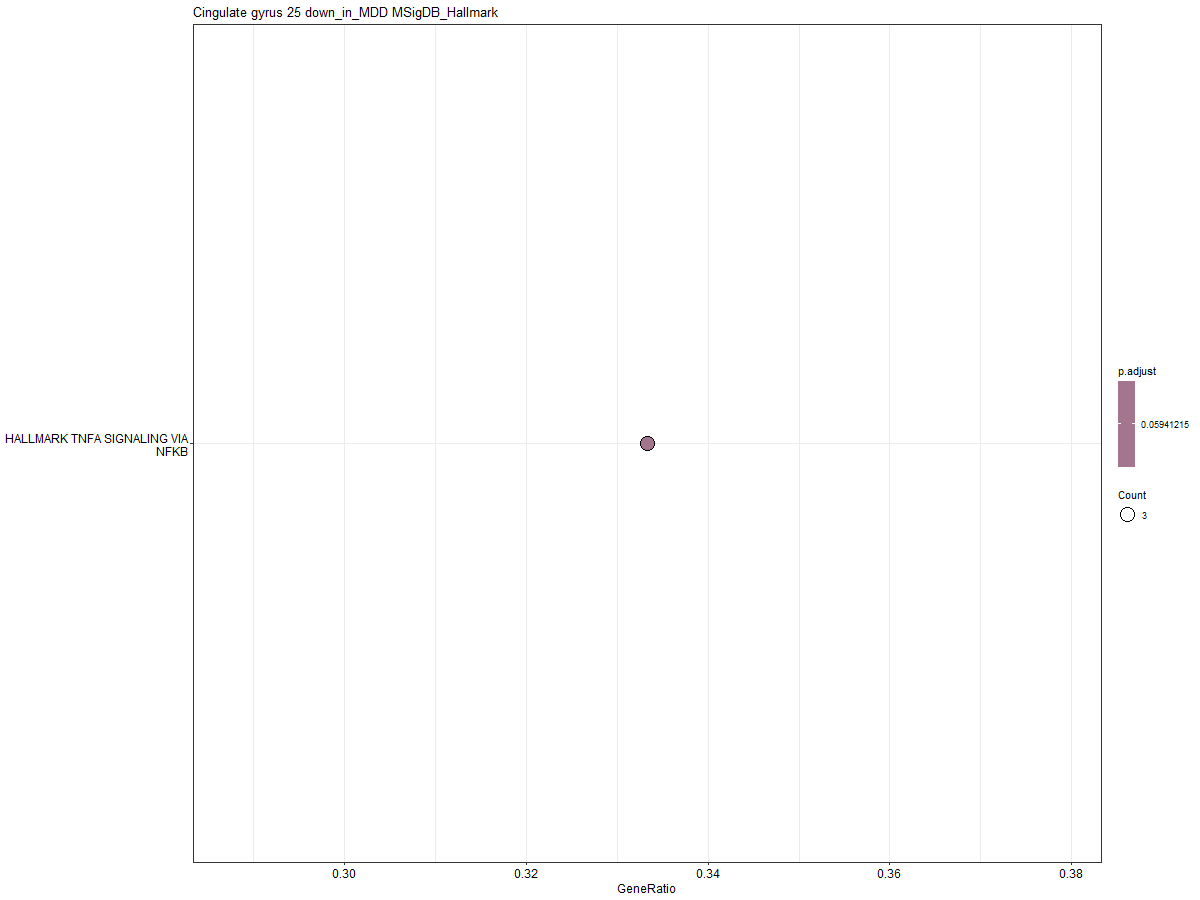 Cingulate gyrus 25 down_in_MDD MSigDB_Hallmark
HALLMARK TNFA SIGNALING VIA
NFKB
p.adjust
0.05941215
Count
3
0.30
0.32
0.34
0.36
0.38
GeneRatio